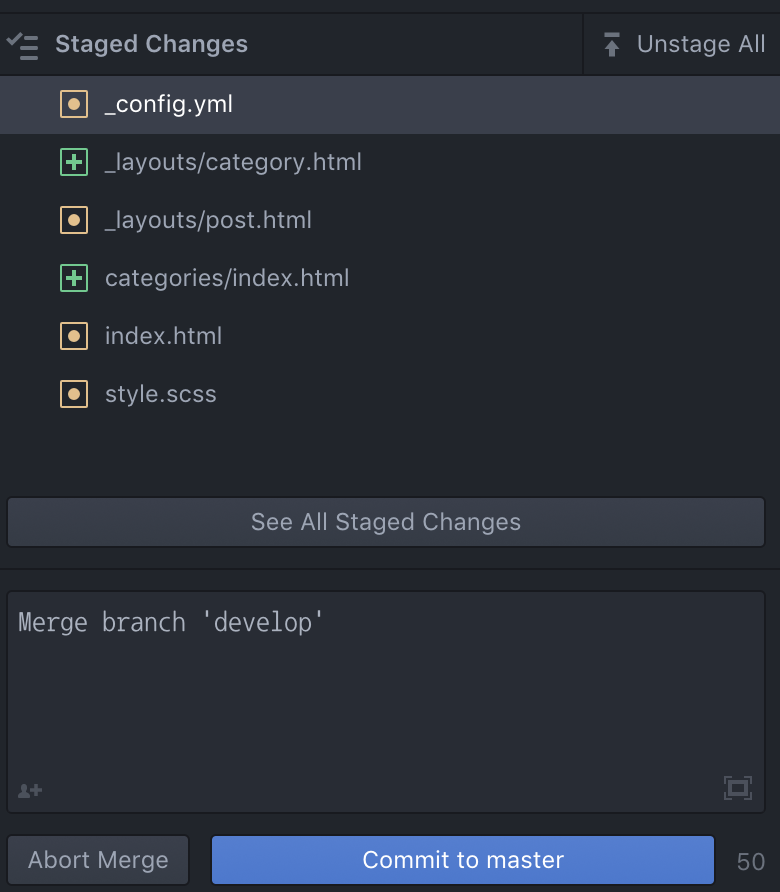 Staged Changes
Unstage All
_config.yml
_layouts/category.html
_layouts/post.html
categories/index.html
index.html
style.scss
See All Staged Changes
Merge branch 'develop'
Abort Merge
Commit to master
50